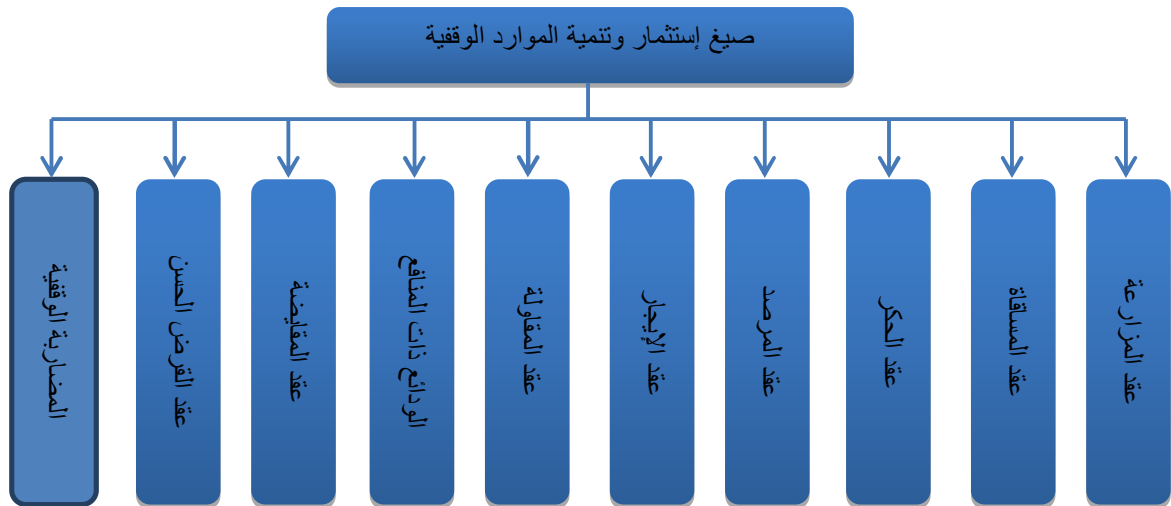 صيغ إستثمار وتنمية الموارد الوقفية
عقد المزارعة
عقد المساقاة
عقد الحكر
عقد المرصد
عقد الإيجار
عقد المقاولة
الودائع ذات المنافع
عقد المقايضة
عقد القرض الحسن
المضاربة الوقفية